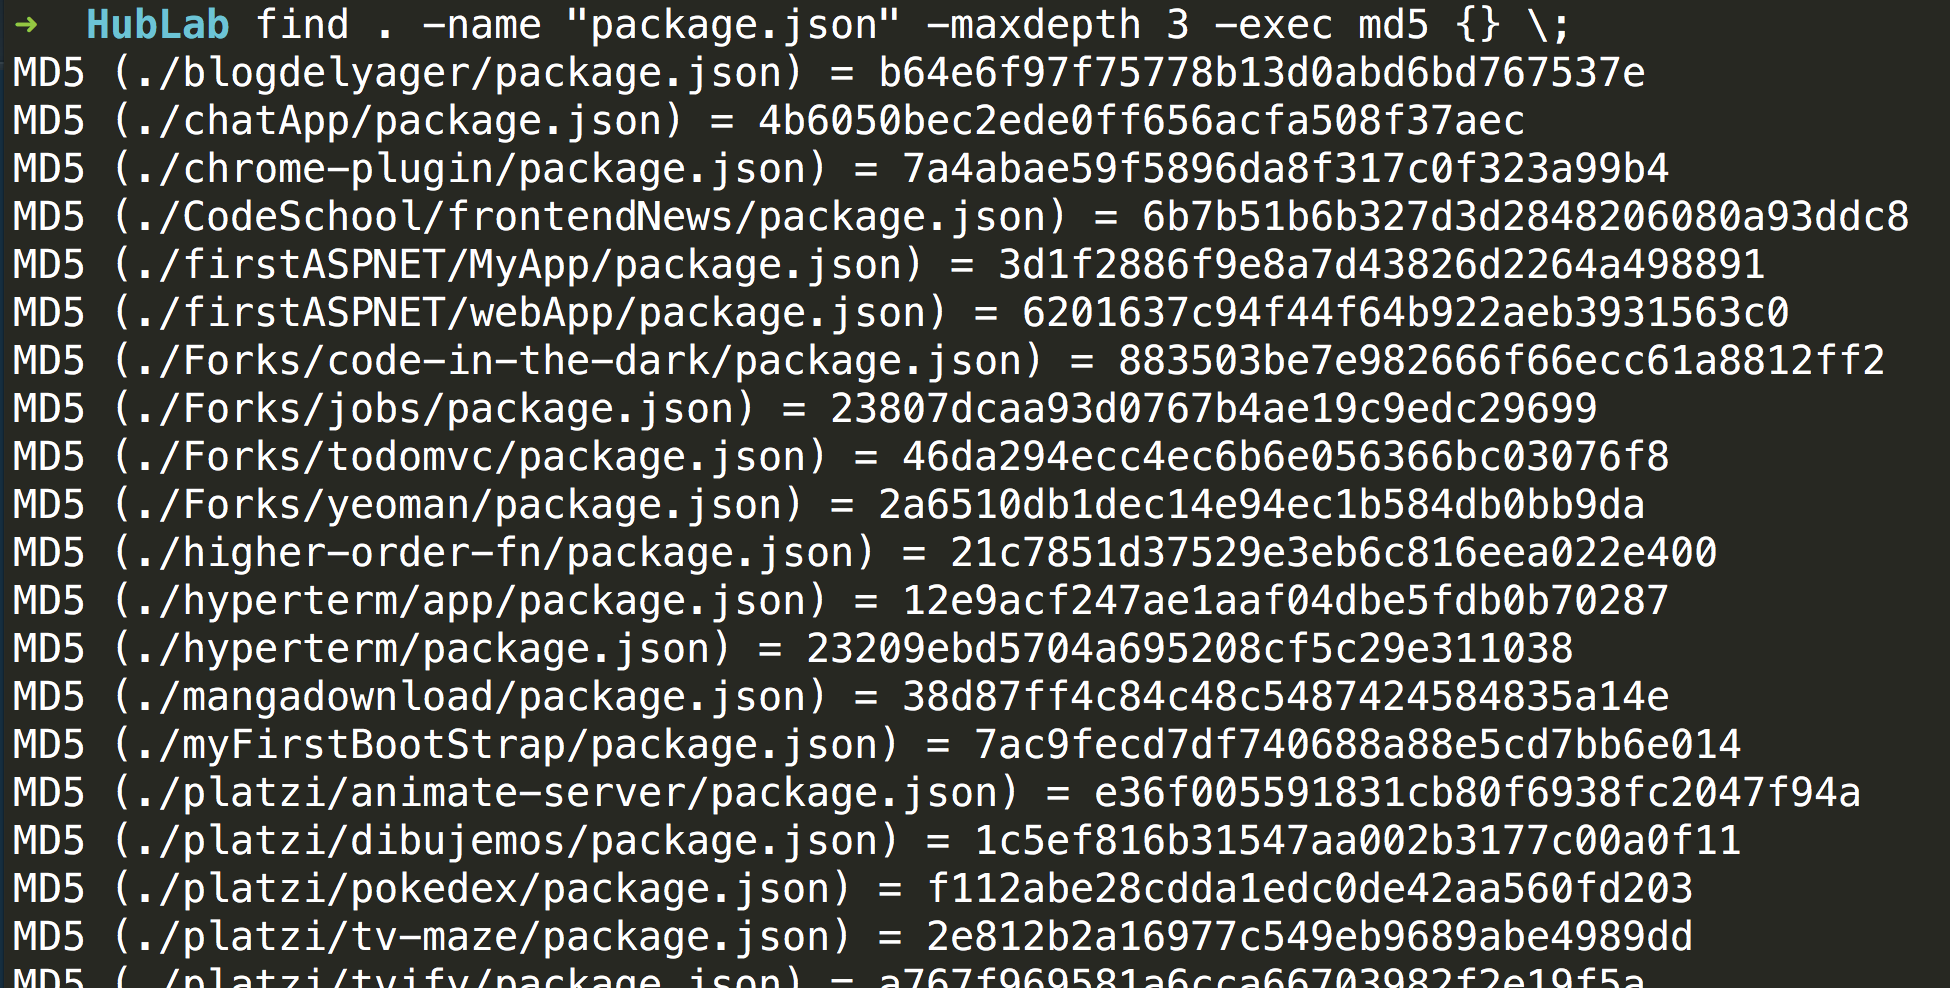 ➜  HubLab find . -name "package.json" -maxdepth 3 -exec md5 {} \;
MD5 (./blogdelyager/package.json) = b64e6f97f75778b13d0abd6bd767537e
MD5 (./chatApp/package.json) = 4b6050bec2ede0ff656acfa508f37aec
MD5 (./chrome-plugin/package.json) = 7a4abae59f5896da8f317c0f323a99b4
MD5 (./CodeSchool/frontendNews/package.json) = 6b7b51b6b327d3d2848206080a93ddc8
MD5 (./firstASPNET/MyApp/package.json) = 3d1f2886f9e8a7d43826d2264a498891
MD5 (./firstASPNET/webApp/package.json) = 6201637c94f44f64b922aeb3931563c0
MD5 (./Forks/code-in-the-dark/package.json) = 883503be7e982666f66ecc61a8812ff2
MD5 (./Forks/jobs/package.json) = 23807dcaa93d0767b4ae19c9edc29699
MD5 (./Forks/todomvc/package.json) = 46da294ecc4ec6b6e056366bc03076f8
MD5 (./Forks/yeoman/package.json) = 2a6510db1dec14e94ec1b584db0bb9da
MD5 (./higher-order-fn/package.json) = 21c7851d37529e3eb6c816eea022e400
MD5 (./hyperterm/app/package.json) = 12e9acf247ae1aaf04dbe5fdb0b70287
MD5 (./hyperterm/package.json) = 23209ebd5704a695208cf5c29e311038
MD5 (./mangadownload/package.json) = 38d87ff4c84c48c5487424584835a14e
MD5 (./myFirstBootStrap/package.json) = 7ac9fecd7df740688a88e5cd7bb6e014
MD5 (./platzi/animate-server/package.json) = e36f005591831cb80f6938fc2047f94a
MD5 (./platzi/dibujemos/package.json) = 1c5ef816b31547aa002b3177c00a0f11
MD5 (./platzi/pokedex/package.json) = f112abe28cdda1edc0de42aa560fd203
MD5 (./platzi/tv-maze/package.json) = 2e812b2a16977c549eb9689abe4989dd
MD5 (./platzi/tvify/package.json) = a767f969581a6cca66703982f2e19f5a